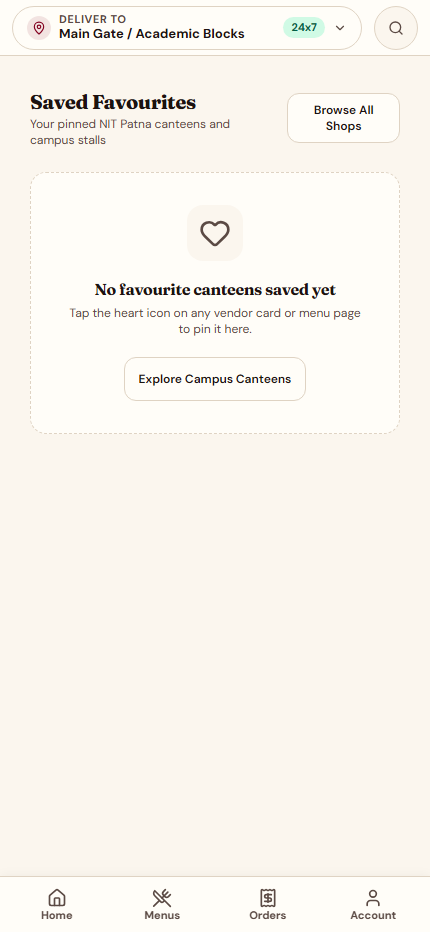 DELIVER TO
Main Gate / Academic Blocks
24x7
Saved Favourites
Your pinned NIT Patna canteens and
campus stalls
Browse All
Shops
No favourite canteens saved yet
Tap the heart icon on any vendor card or menu page
to pin it here.
Explore Campus Canteens
Home
Menus
Orders
Account